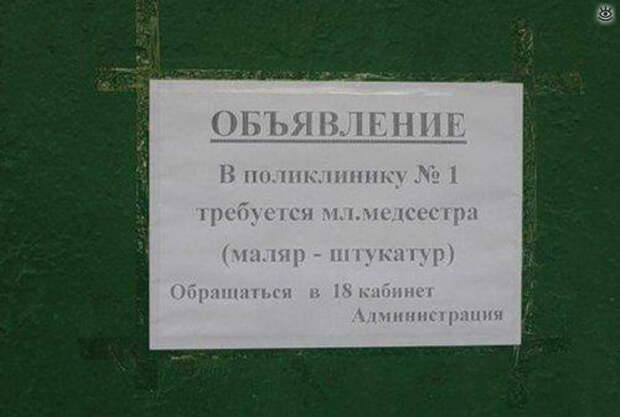 ОБЪЯВЛЕНИЕ
В поликлинику № 1
требуется мл.медсестра
(маляр - штукатур)
Обращаться в 18 кабинет
Администрация